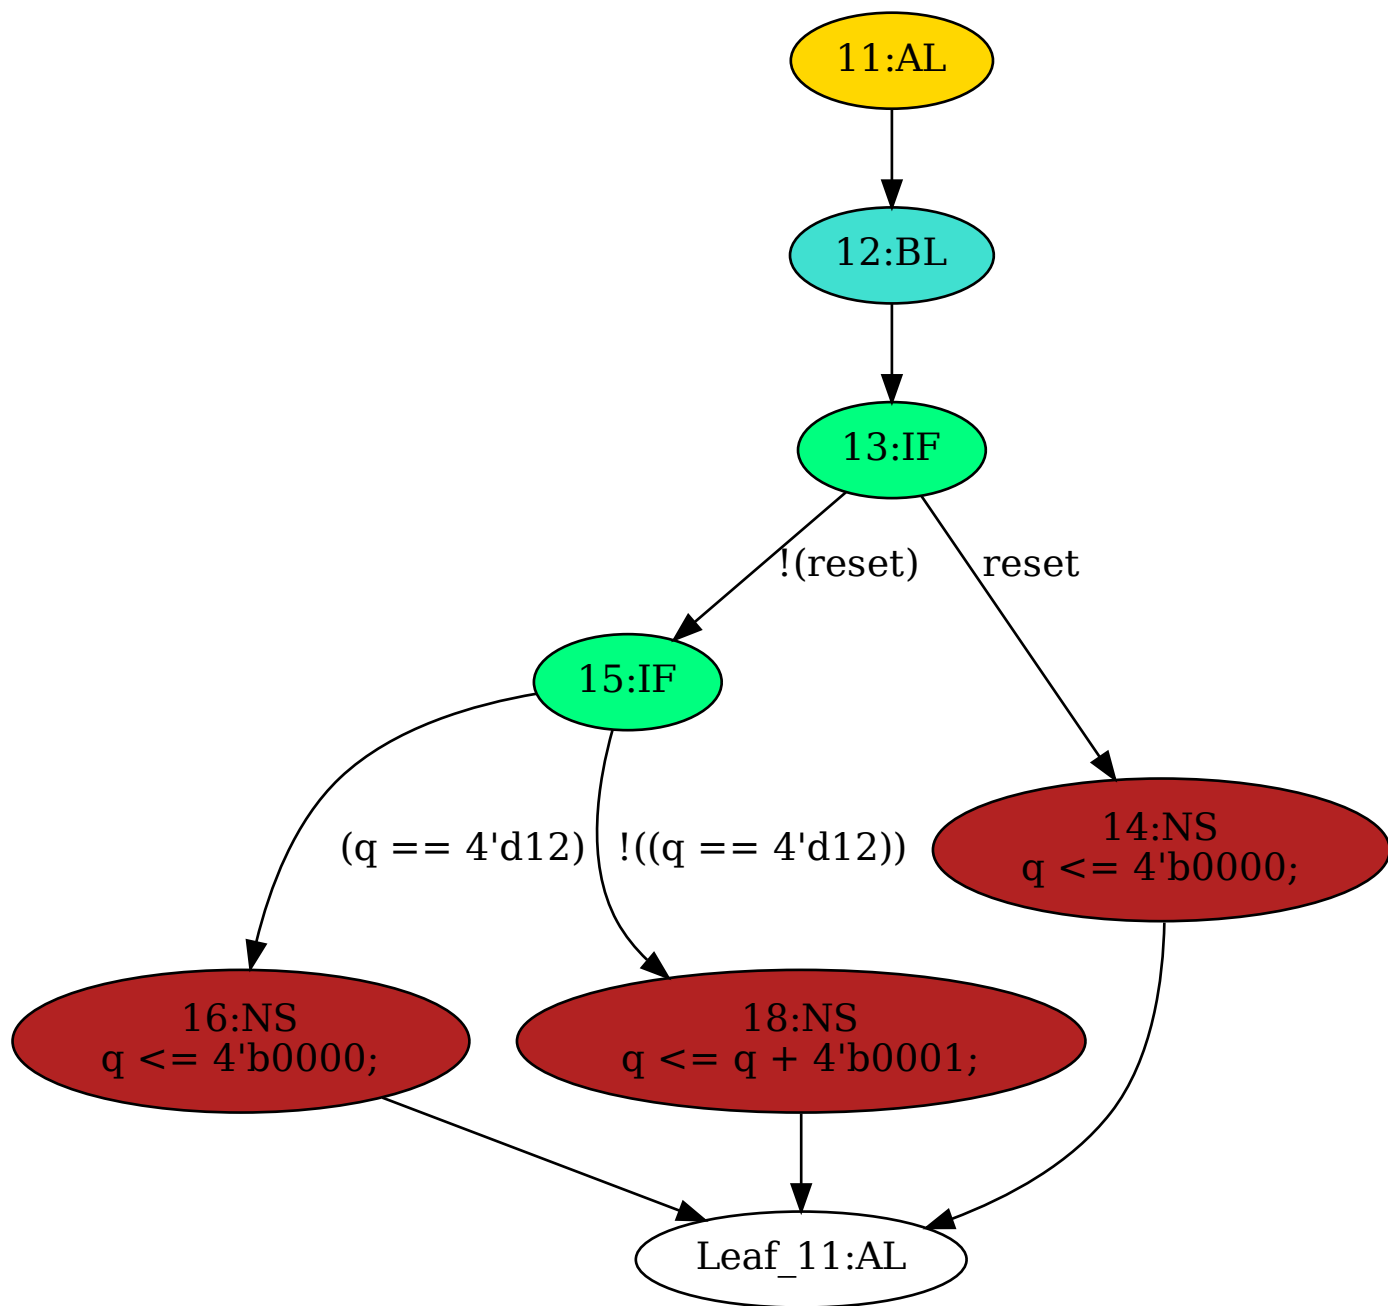 11:AL
12:BL
13:IF
!(reset)
reset
15:IF
(q == 4'd12)
!((q == 4'd12))
14:NS
q <= 4'b0000;
16:NS
q <= 4'b0000;
18:NS
q <= q + 4'b0001;
Leaf_11:AL